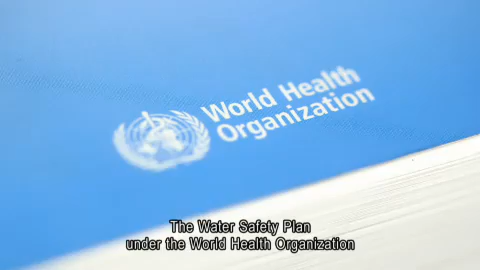 World Health
Organization
The Water Safety Plan
under the World Health Organization